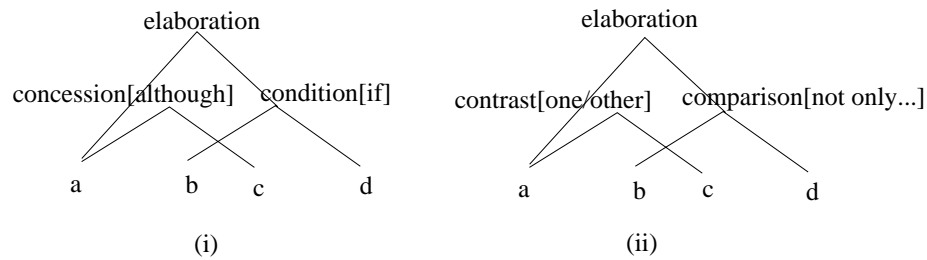 elaboration elaboration
concession[although] condition[if] contrast[one/other] comparison[not only...]
a b c d a b c d
(i) (ii)